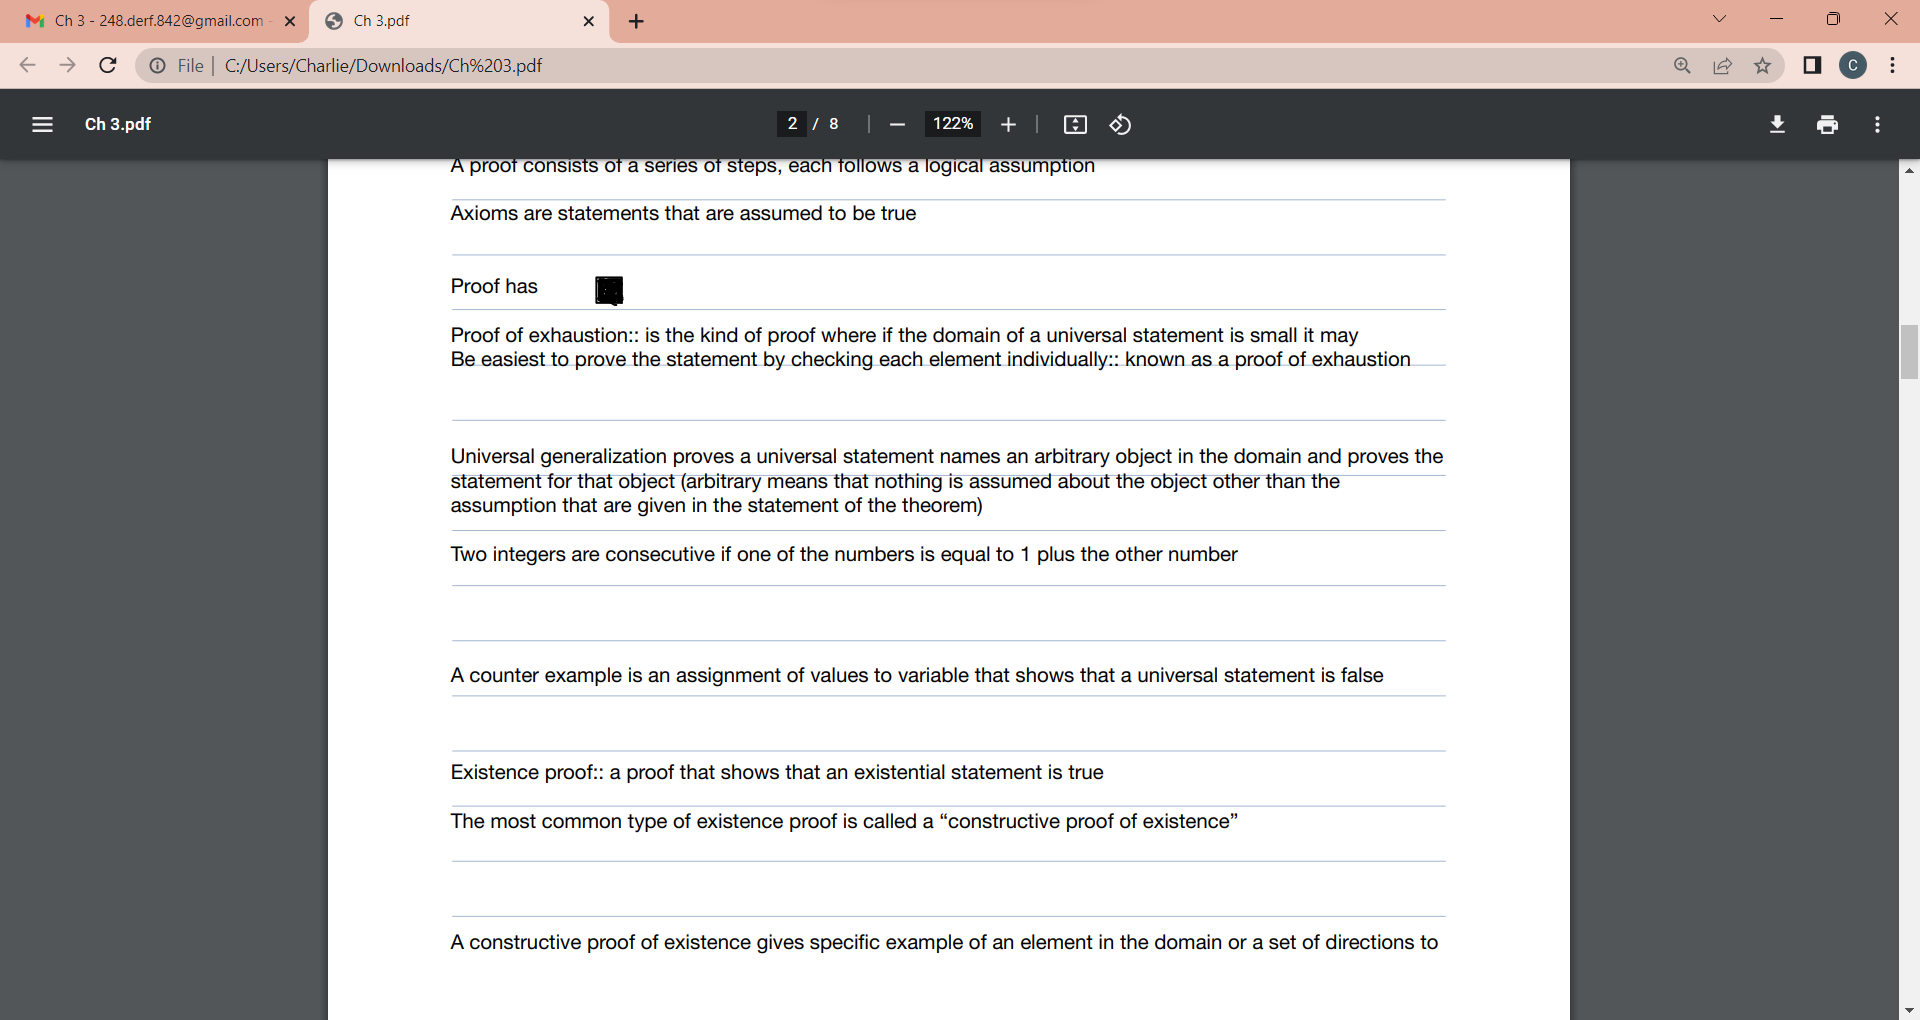 Ch 3 - 248.derf.842@gmail.com -
Ch 3.pdf
File
C:/Users/Charlie/Downloads/Ch%203.pdf
C
Ch 3.pdf
2 / 8
122%
A proof consists of a series of steps, each follows a logical assumption
Axioms are statements that are assumed to be true
Proof has
Proof of exhaustion:: is the kind of proof where if the domain of a universal statement is small it may
Be easiest to prove the statement by checking each element individually:: known as a proof of exhaustion
Universal generalization proves a universal statement names an arbitrary object in the domain and proves the
statement for that object (arbitrary means that nothing is assumed about the object other than the
assumption that are given in the statement of the theorem)
Two integers are consecutive if one of the numbers is equal to 1 plus the other number
A counter example is an assignment of values to variable that shows that a universal statement is false
Existence proof:: a proof that shows that an existential statement is true
The most common type of existence proof is called a “constructive proof of existence”
A constructive proof of existence gives specific example of an element in the domain or a set of directions to